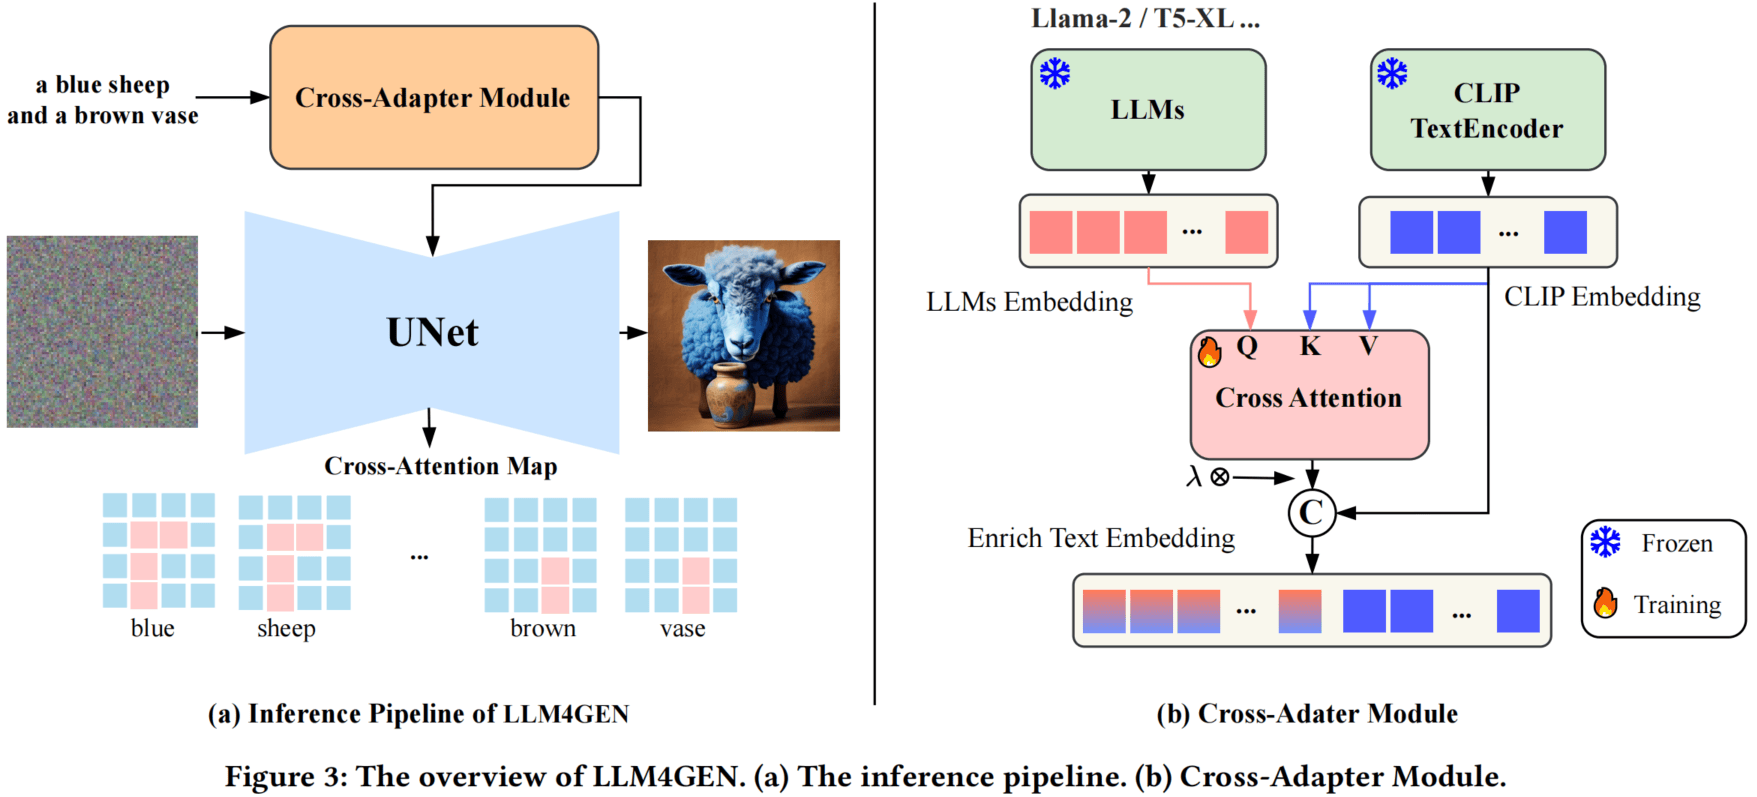 a blue sheep
and a brown vase
Cross-Adapter Module
UNet
Cross-Attention Map
...
blue
sheep
brown
vase
(a) Inference Pipeline of LLM4GEN
Llama-2 / T5-XL ...
LLMs
CLIP
TextEncoder
...
...
LLMs Embedding
CLIP Embedding
Q K V
Cross Attention
λ ⊗
C
Enrich Text Embedding
... ...
Frozen
Training
(b) Cross-Adater Module
Figure 3: The overview of LLM4GEN. (a) The inference pipeline. (b) Cross-Adapter Module.